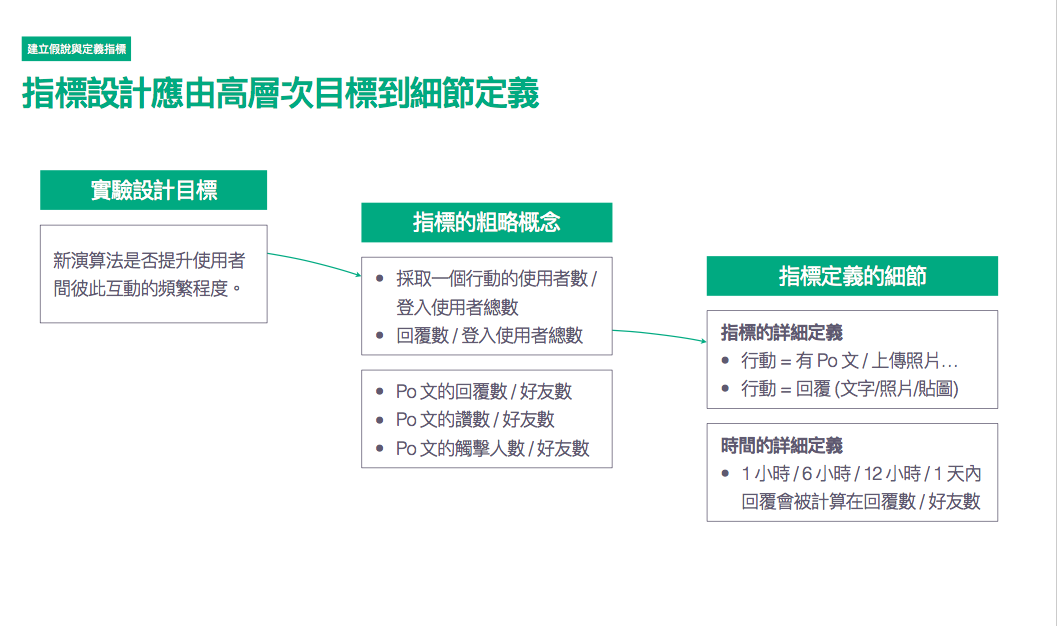 建立假說與定義指標
指標設計應由高層次目標到細節定義
實驗設計目標
新演算法是否提升使用者
間彼此互動的頻繁程度。
指標的粗略概念
• 採取一個行動的使用者數 /
登入使用者總數
• 回覆數 / 登入使用者總數
• Po 文的回覆數 / 好友數
• Po 文的讚數 / 好友數
• Po 文的觸擊人數 / 好友數
指標定義的細節
指標的詳細定義
• 行動 = 有 Po 文 / 上傳照片…
• 行動 = 回覆 (文字/照片/貼圖)
時間的詳細定義
• 1 小時 / 6 小時 / 12 小時 / 1 天內
回覆會被計算在回覆數 / 好友數